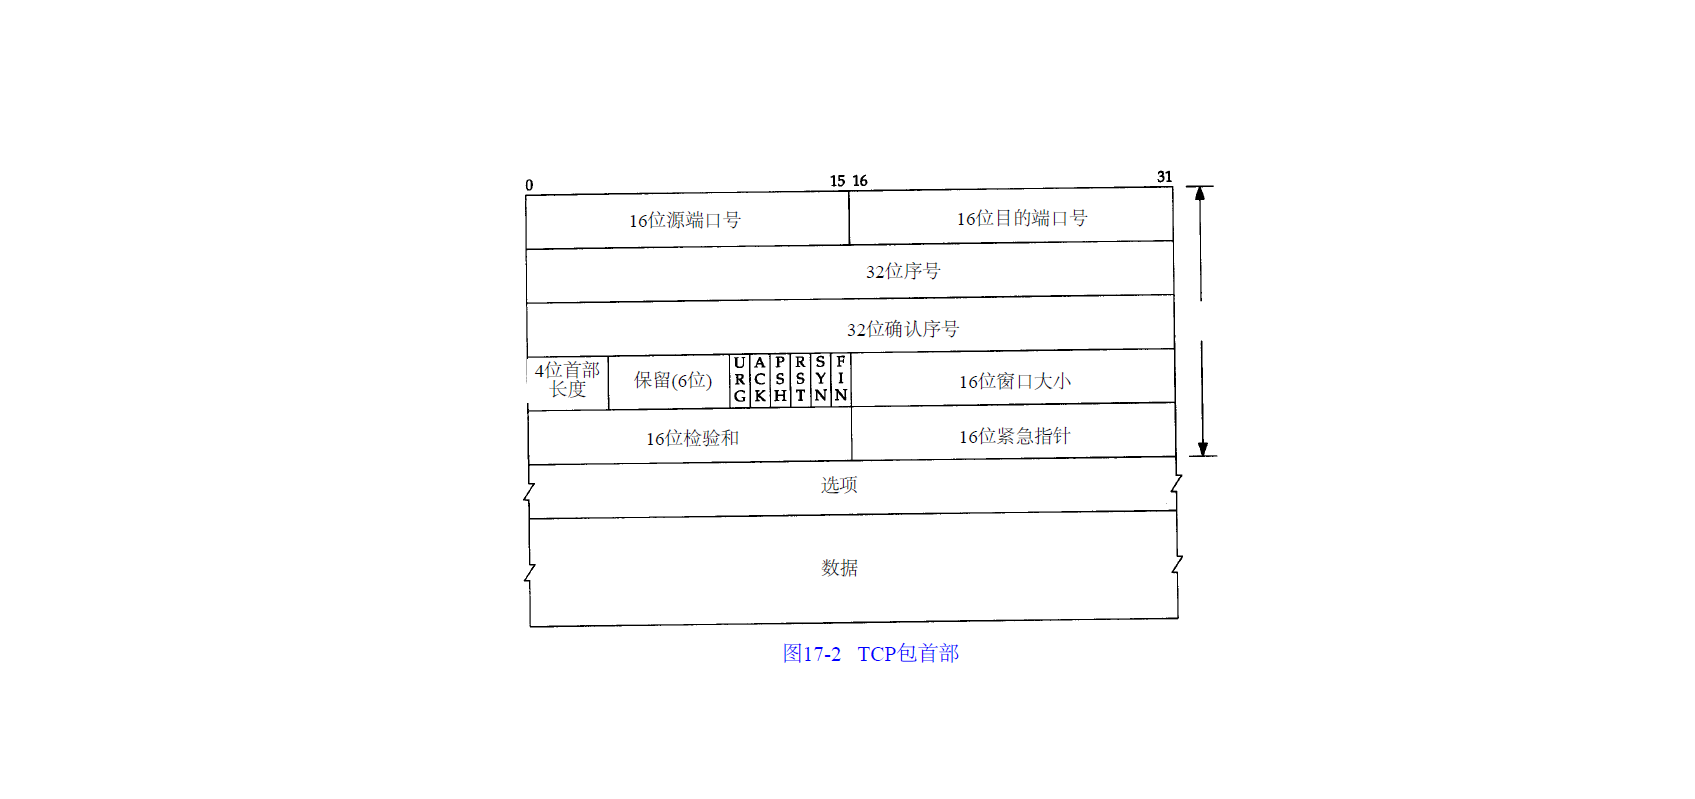 0 15 16 31
16位源端口号 16位目的端口号
32位序号
32位确认序号
4位首部
长度
保留(6位)
URG ACK PSH RST SYN FIN
16位窗口大小
16位检验和 16位紧急指针
选项
数据
图17-2 TCP包首部